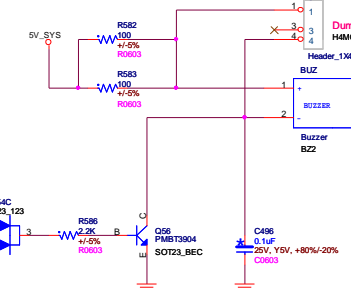 R582
100
+/-5%
R0603
5V_SYS
R583
100
+/-5%
R0603
1
1
3
3
4
4
Dum
H4M
Header_1X4
BUZ
1
+
BUZZER
2
-
Buzzer
BZ2
4C
23_123
3
R586
2.2K
+/-5%
R0603
B
C
E
Q56
PMBT3904
SOT23_BEC
C496
0.1uF
25V, Y5V, +80%/-20%
C0603